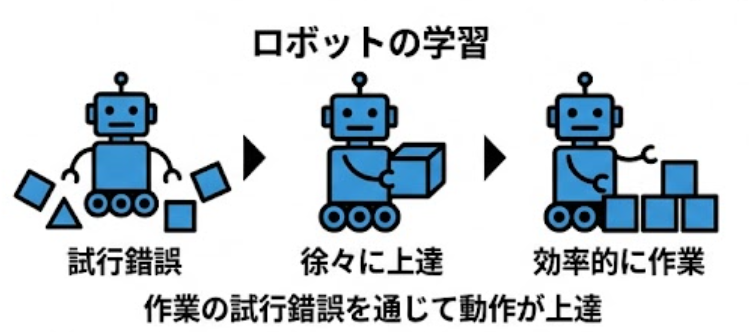 ロボットの学習
試行錯誤
徐々に上達
効率的に作業
作業の試行錯誤を通じて動作が上達